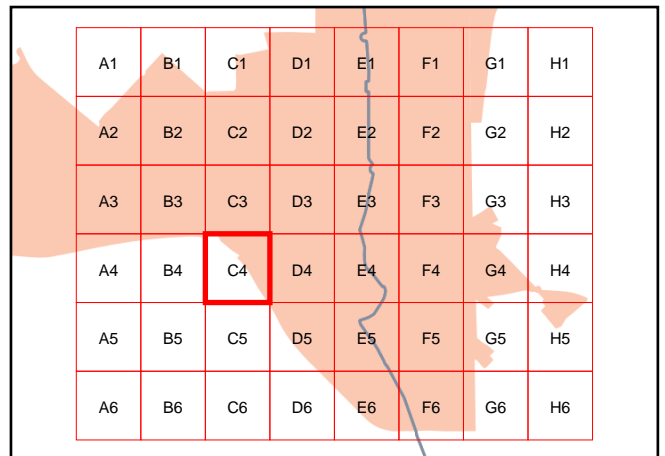 A1 B1 C1 D1 E1 F1 G1 H1
A2 B2 C2 D2 E2 F2 G2 H2
A3 B3 C3 D3 E3 F3 G3 H3
A4 B4 C4 D4 E4 F4 G4 H4
A5 B5 C5 D5 E5 F5 G5 H5
A6 B6 C6 D6 E6 F6 G6 H6